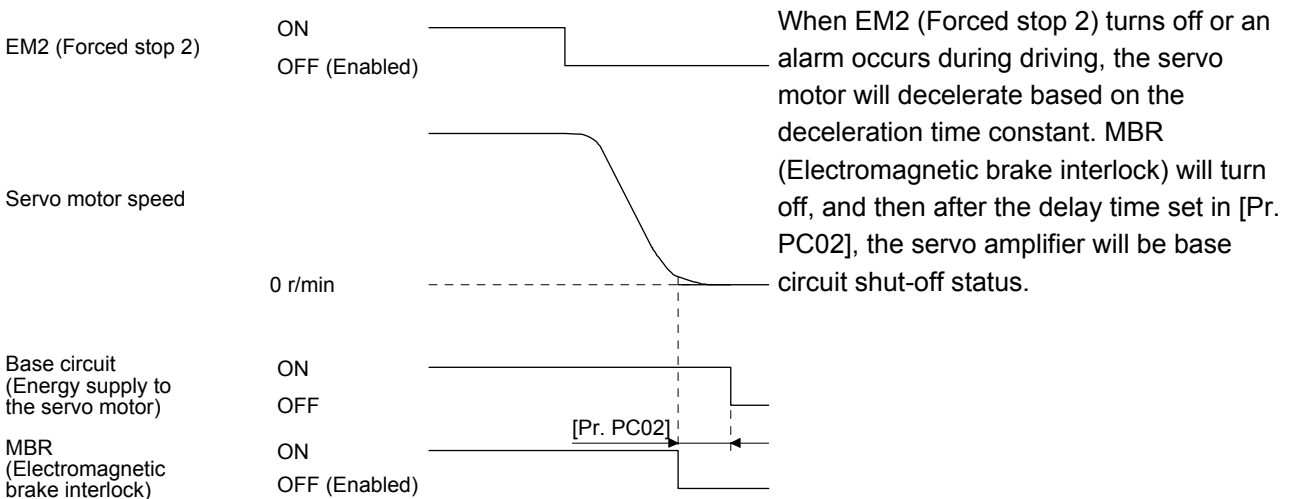 EM2 (Forced stop 2)
ON
OFF (Enabled)
Servo motor speed
0 r/min
Base circuit
(Energy supply to
the servo motor)
ON
OFF
[Pr. PC02]
MBR
(Electromagnetic
brake interlock)
ON
OFF (Enabled)
When EM2 (Forced stop 2) turns off or an
alarm occurs during driving, the servo
motor will decelerate based on the
deceleration time constant. MBR
(Electromagnetic brake interlock) will turn
off, and then after the delay time set in [Pr.
PC02], the servo amplifier will be base
circuit shut-off status.